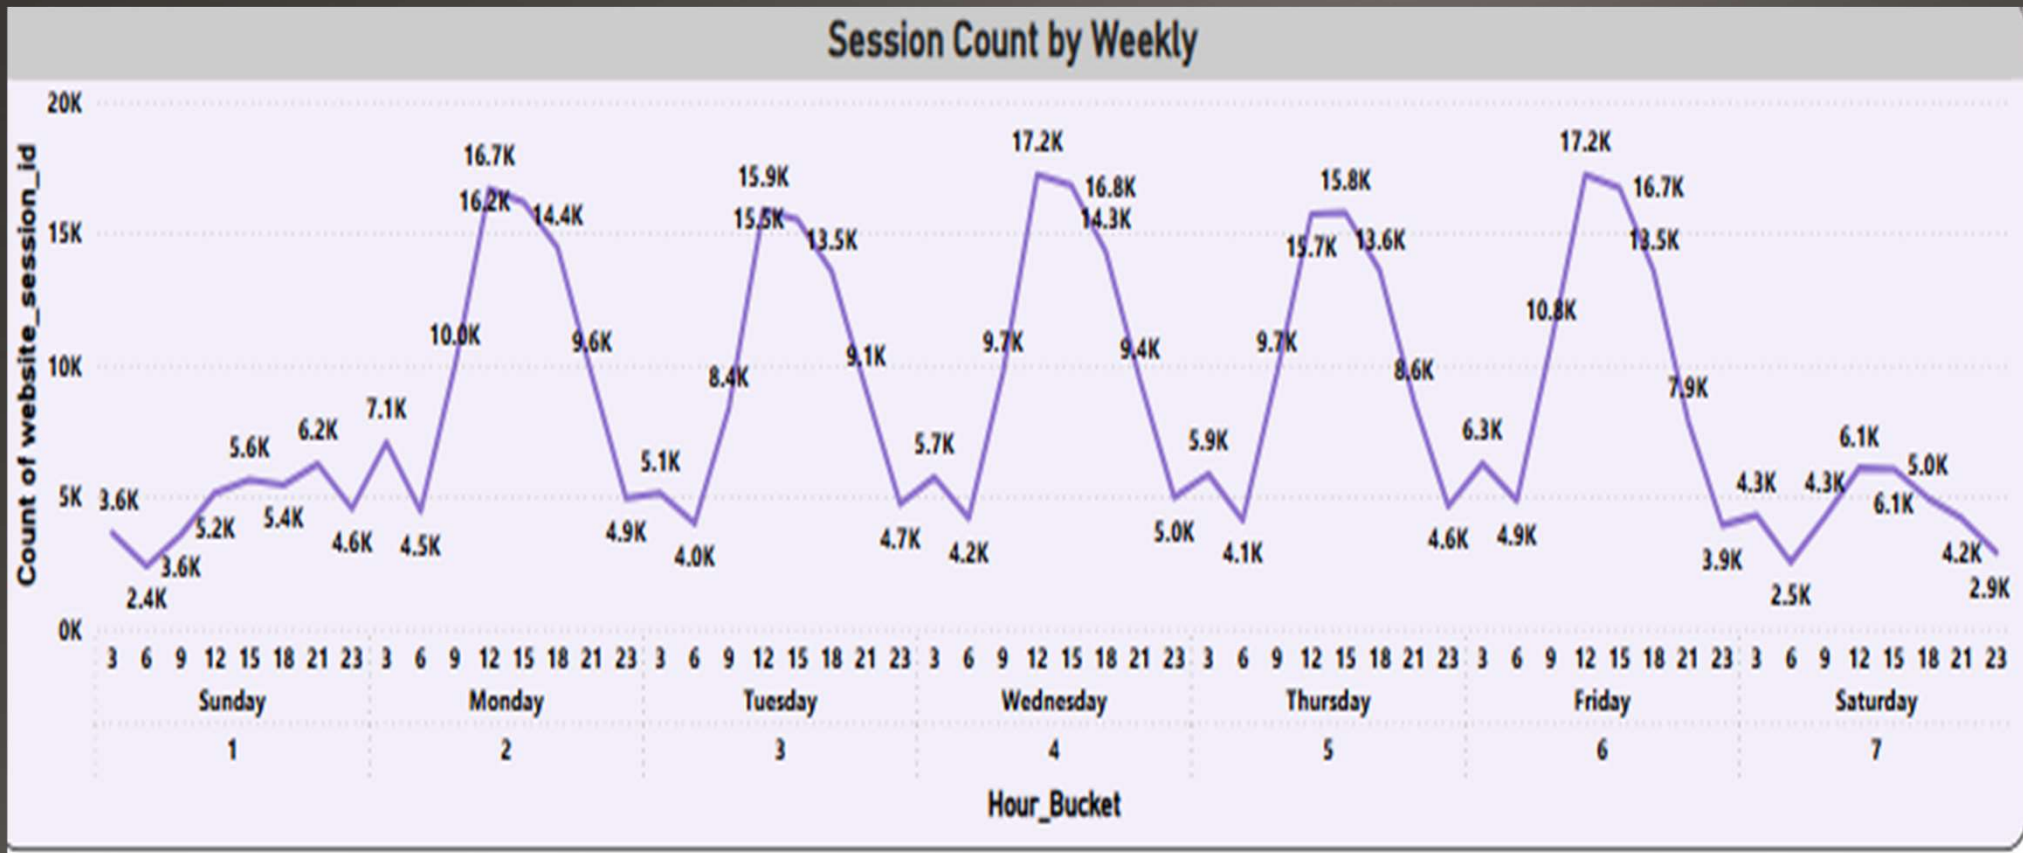 Session Count by Weekly
Count of website_session_id
20K
15K
10K
5K
0K
3.6K 2.4K 3.6K 5.2K 5.6K 5.4K 6.2K 4.6K
7.1K 4.5K 10.0K 16.7K 16.2K 14.4K 9.6K 4.9K
5.1K 4.0K 8.4K 15.9K 15.5K 13.5K 9.1K 4.7K
5.7K 4.2K 9.7K 17.2K 16.8K 14.3K 9.4K 5.0K
5.9K 4.1K 9.7K 15.7K 15.8K 13.6K 8.6K 4.6K
6.3K 4.9K 10.8K 17.2K 16.7K 13.5K 7.9K 3.9K
4.3K 2.5K 4.3K 6.1K 6.1K 5.0K 4.2K 2.9K
3 6 9 12 15 18 21 23 3 6 9 12 15 18 21 23 3 6 9 12 15 18 21 23 3 6 9 12 15 18 21 23 3 6 9 12 15 18 21 23 3 6 9 12 15 18 21 23 3 6 9 12 15 18 21 23
Sunday Monday Tuesday Wednesday Thursday Friday Saturday
1 2 3 4 5 6 7
Hour_Bucket